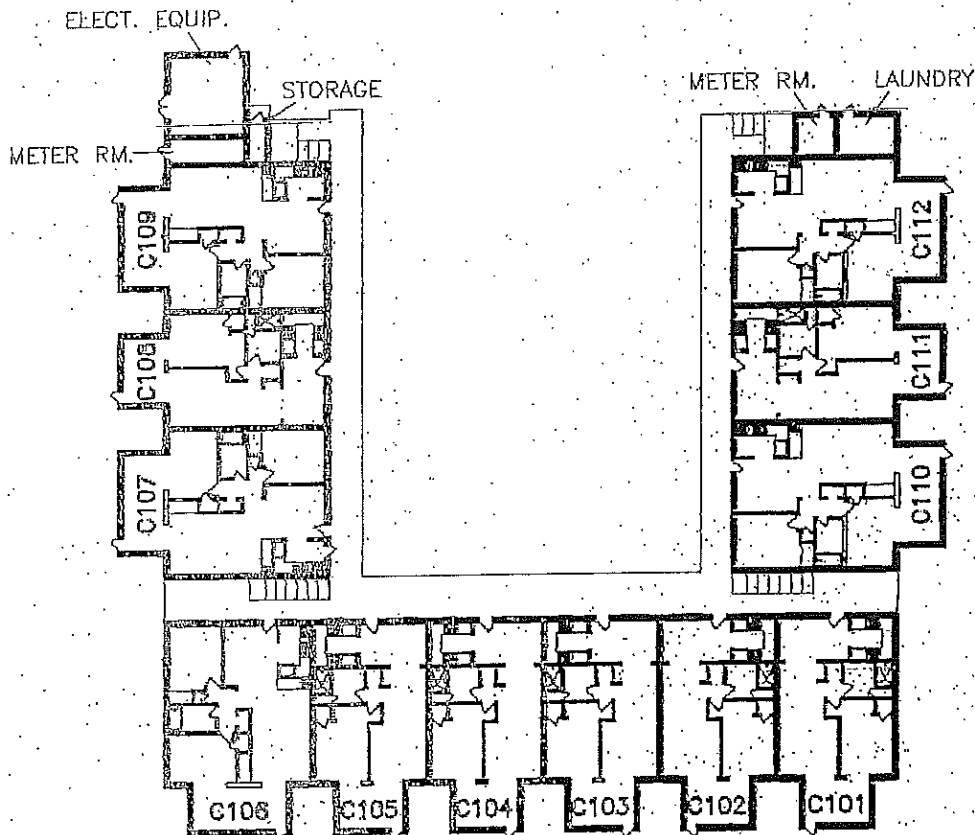 ELECT. EQUIP.
STORAGE
METER RM.
LAUNDRY
METER RM.
C109
C112
C108
C111
C107
C110
C106
C105
C104
C103
C102
C101